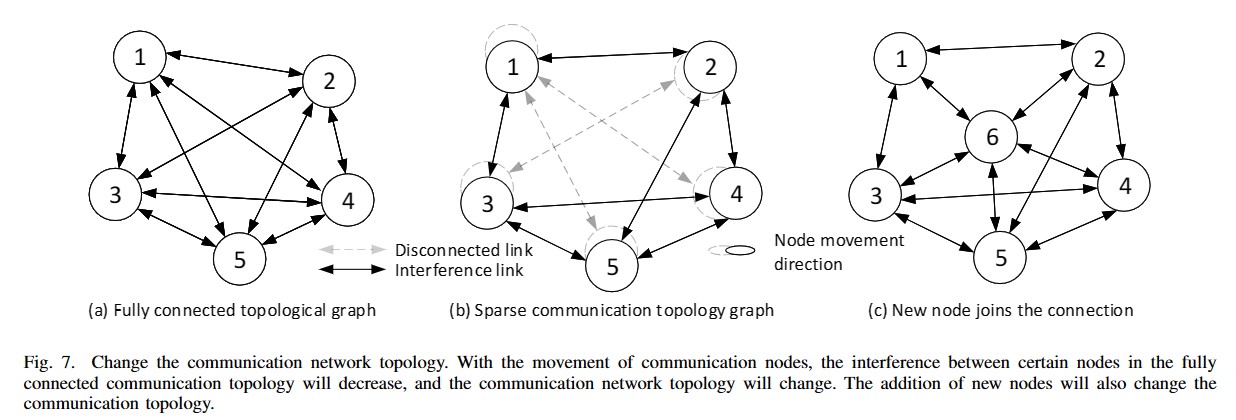 1
2
3
4
5
1
2
3
4
5
1
2
6
3
4
5
Disconnected link
Interference link
Node movement
direction
(a) Fully connected topological graph
(b) Sparse communication topology graph
(c) New node joins the connection
Fig. 7. Change the communication network topology. With the movement of communication nodes, the interference between certain nodes in the fully
connected communication topology will decrease, and the communication network topology will change. The addition of new nodes will also change the
communication topology.